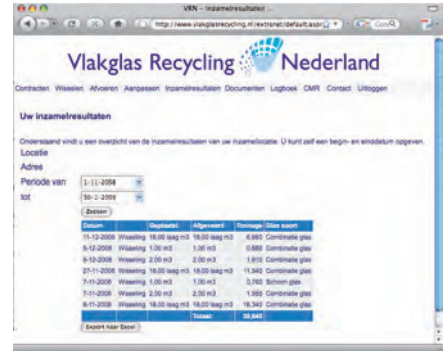 VRN – Inzamelresultaten ...
http://www.vlakglasrecycling.nl/extranet/default.aspx
Vlakglas Recycling Nederland
Contracten Wisselen Afvoeren Aanpassen Inzamelresultaten Documenten Logboek CMR Contact Uitloggen
Uw inzamelresultaten
Onderstaand vindt u een overzicht van de inzamelresultaten van uw inzamellocatie. U kunt zelf een begin- en einddatum opgeven.
Locatie
Adres
Periode van 1-11-2008
tot 30-1-2009
Zoeken
Datum Geplaatst Afgevoerd Tonnage Glas soort
11-12-2008 Wisseling 18,00 laag m3 18,00 laag m3 6,660 Combinatie glas
5-12-2008 Wisseling 1,00 m3 1,00 m3 0,880 Combinatie glas
5-12-2008 Wisseling 2,00 m3 2,00 m3 1,910 Combinatie glas
27-11-2008 Wisseling 18,00 laag m3 18,00 laag m3 11,340 Combinatie glas
7-11-2008 Wisseling 1,00 m3 1,00 m3 0,760 Schoon glas
7-11-2008 Wisseling 2,00 m3 2,00 m3 Combinatie glas
6-11-2008 Wisseling 18,00 laag m3 18,00 laag m3 Combinatie glas
Totaal:
Export naar Excel